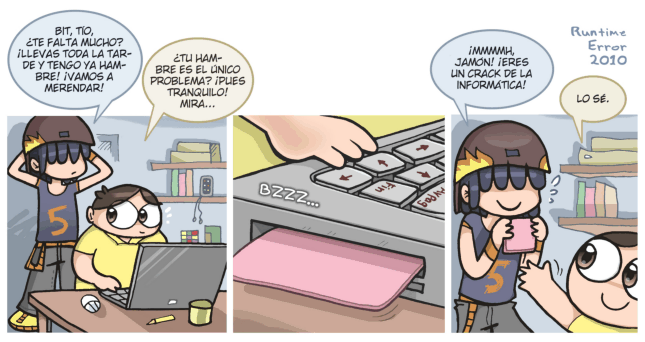 BIT, TÍO,
¿TE FALTA MUCHO?
¡LLEVAS TODA LA TAR-
DE Y TENGO YA HAM-
BRE! ¡VAMOS A
MERENDAR!
¿TU HAM-
BRE ES EL ÚNICO
PROBLEMA? ¡PUES
TRANQUILO!
MIRA...
5
BZZZ...
Fin
¡MMMMH,
JAMÓN! ¡ERES
UN CRACK DE LA
INFORMÁTICA!
LO SÉ.
Runtime
Error
2010
5